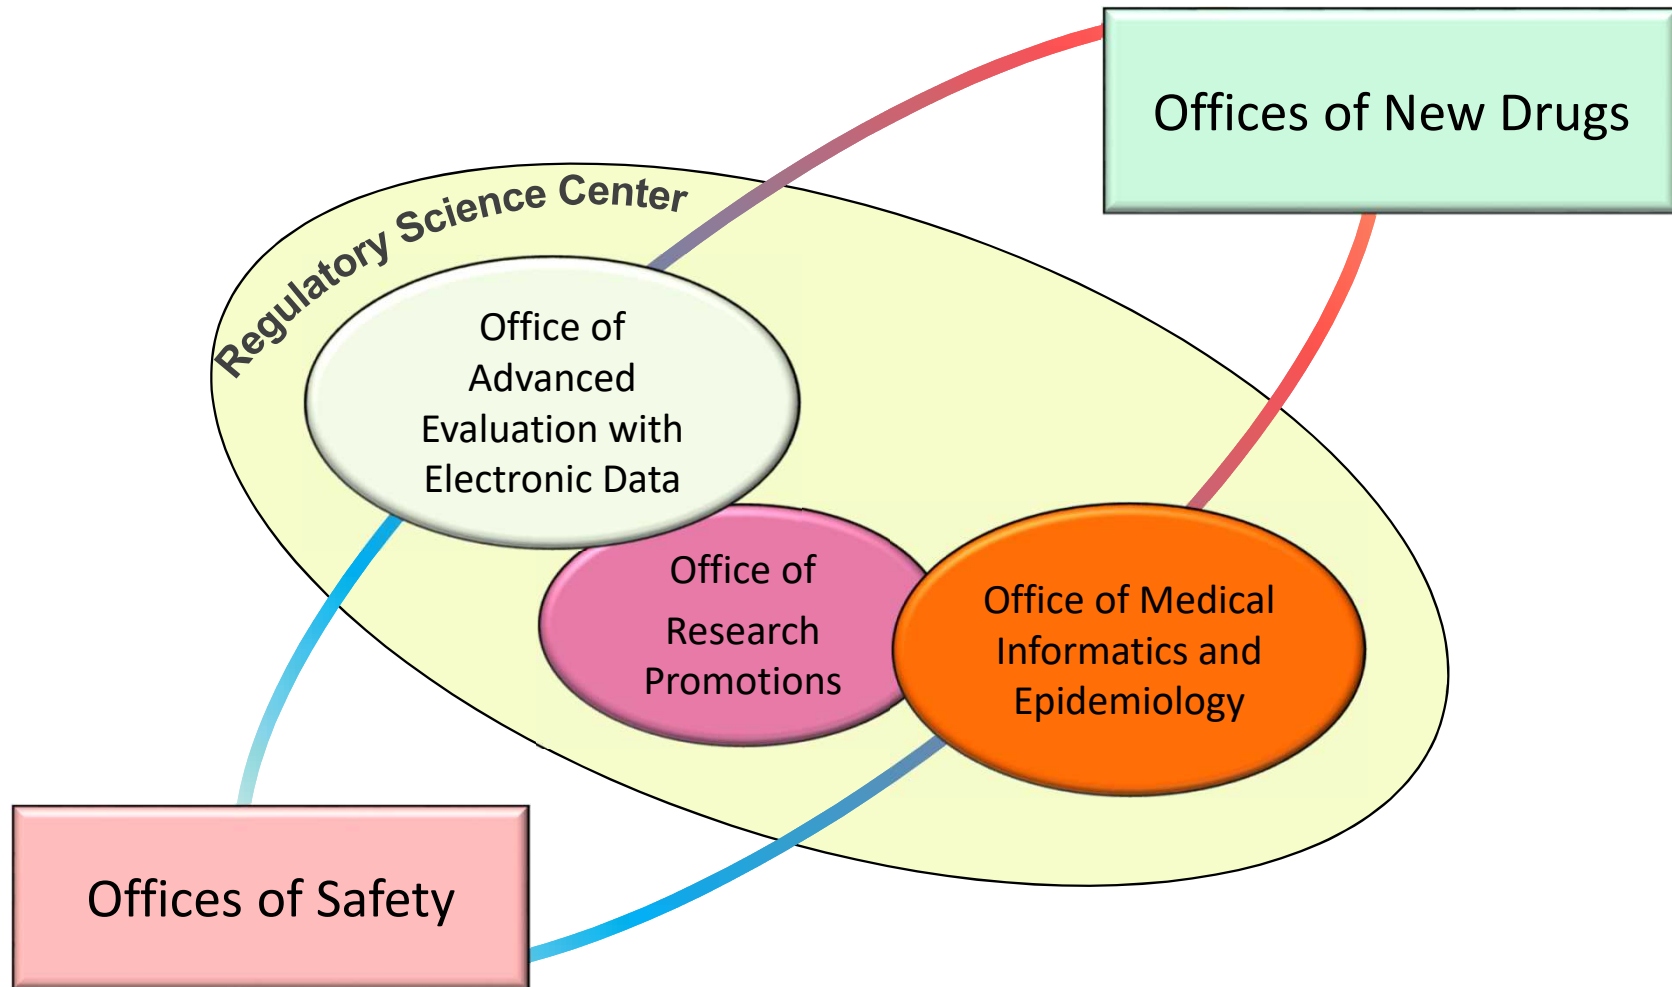 Offices of New Drugs
Regulatory Science Center
Office of
Advanced
Evaluation with
Electronic Data
Office of
Research
Promotions
Office of Medical
Informatics and
Epidemiology
Offices of Safety